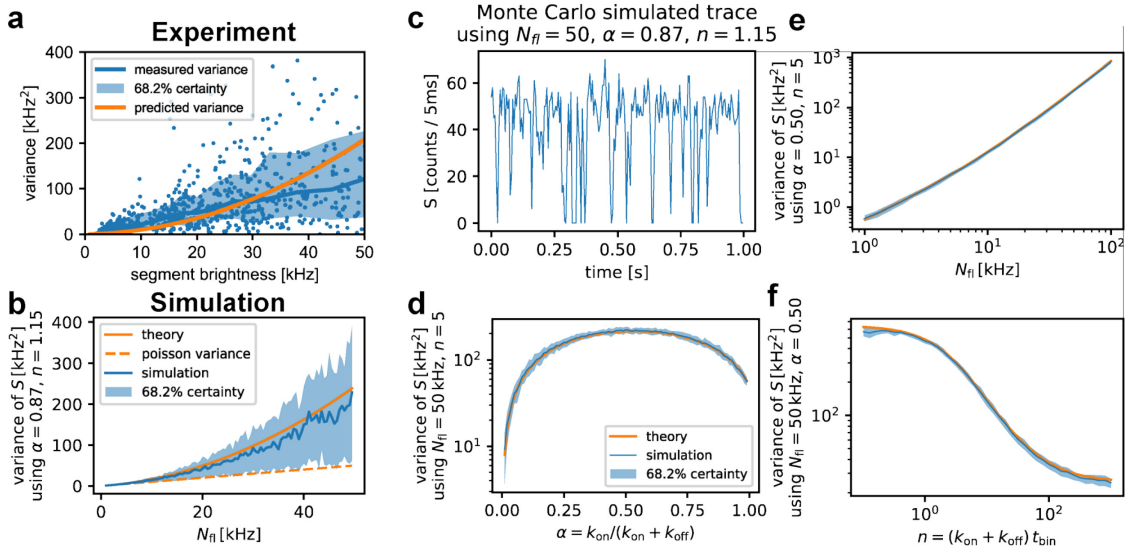 a Experiment
400
300
200
100
0
variance [kHz²]
measured variance
68.2% certainty
predicted variance
0 10 20 30 40 50
segment brightness [kHz]
b Simulation
400
300
200
100
0
variance of S [kHz²]
using α = 0.87, n = 1.15
theory
poisson variance
simulation
68.2% certainty
20 40
N_fl [kHz]
c Monte Carlo simulated trace
using N_fl = 50, α = 0.87, n = 1.15
60
40
20
0
S [counts / 5ms]
0.00 0.25 0.50 0.75 1.00
time [s]
d
10²
10¹
variance of S [kHz²]
using N_fl = 50 kHz, n = 5
theory
simulation
68.2% certainty
0.00 0.25 0.50 0.75 1.00
α = k_on/(k_on + k_off)
e
10³
10²
10¹
10⁰
variance of S [kHz²]
using α = 0.50, n = 5
10⁰ 10¹ 10²
N_fl [kHz]
f
10²
variance of S [kHz²]
using N_fl = 50 kHz, α = 0.50
10⁰ 10²
n = (k_on + k_off) t_bin